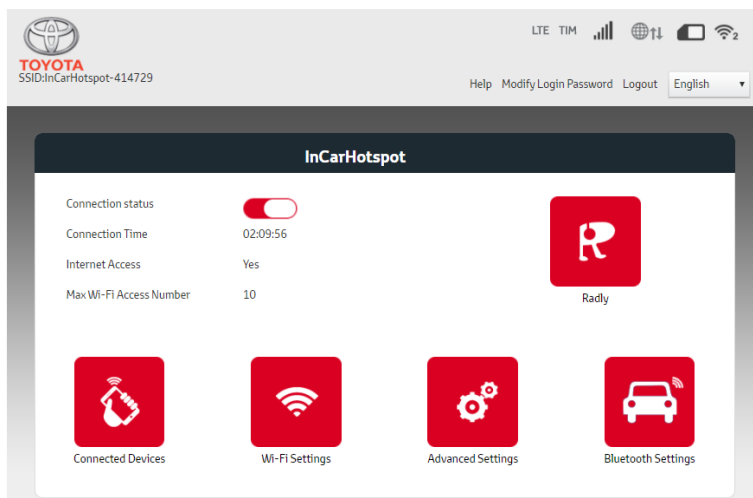 LTE TIM 2
TOYOTA
SSID:InCarHotspot-414729
Help Modify Login Password Logout English
InCarHotspot
Connection status
Connection Time 02:09:56
Internet Access Yes
Max Wi-Fi Access Number 10
R
Radly
Connected Devices Wi-Fi Settings Advanced Settings Bluetooth Settings